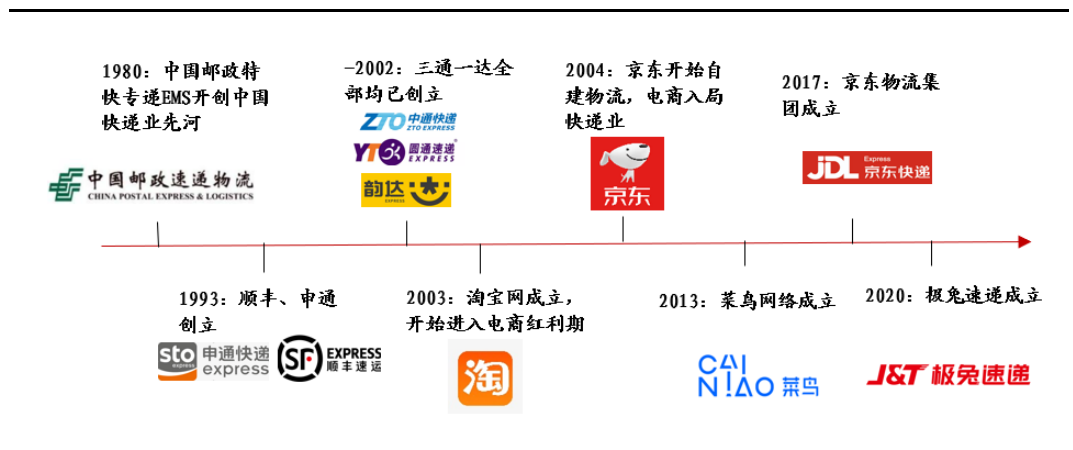 1980：中国邮政特
快专递EMS开创中国
快递业先河
中国邮政速递物流
CHINA POSTAL EXPRESS & LOGISTICS
-2002：三通一达全
部均已创立
ZTO 中通快递
ZTO EXPRESS
YTO 圆通速递
EXPRESS
韵达
EXPRESS
2004：京东开始自
建物流，电商入局
快递业
京东
2017：京东物流集
团成立
JDL Express
京东快递
1993：顺丰、申通
创立
sto 申通快递
express express
SF EXPRESS
顺丰速运
2003：淘宝网成立，
开始进入电商红利期
淘
2013：菜鸟网络成立
CAI
NIAO 菜鸟
2020：极兔速递成立
J&T 极兔速递